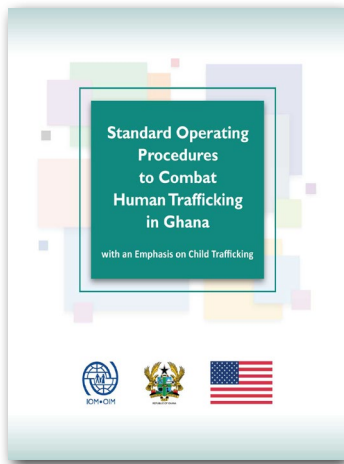 Standard Operating
Procedures
to Combat
Human Trafficking
in Ghana
with an Emphasis on Child Trafficking
IOM•OIM